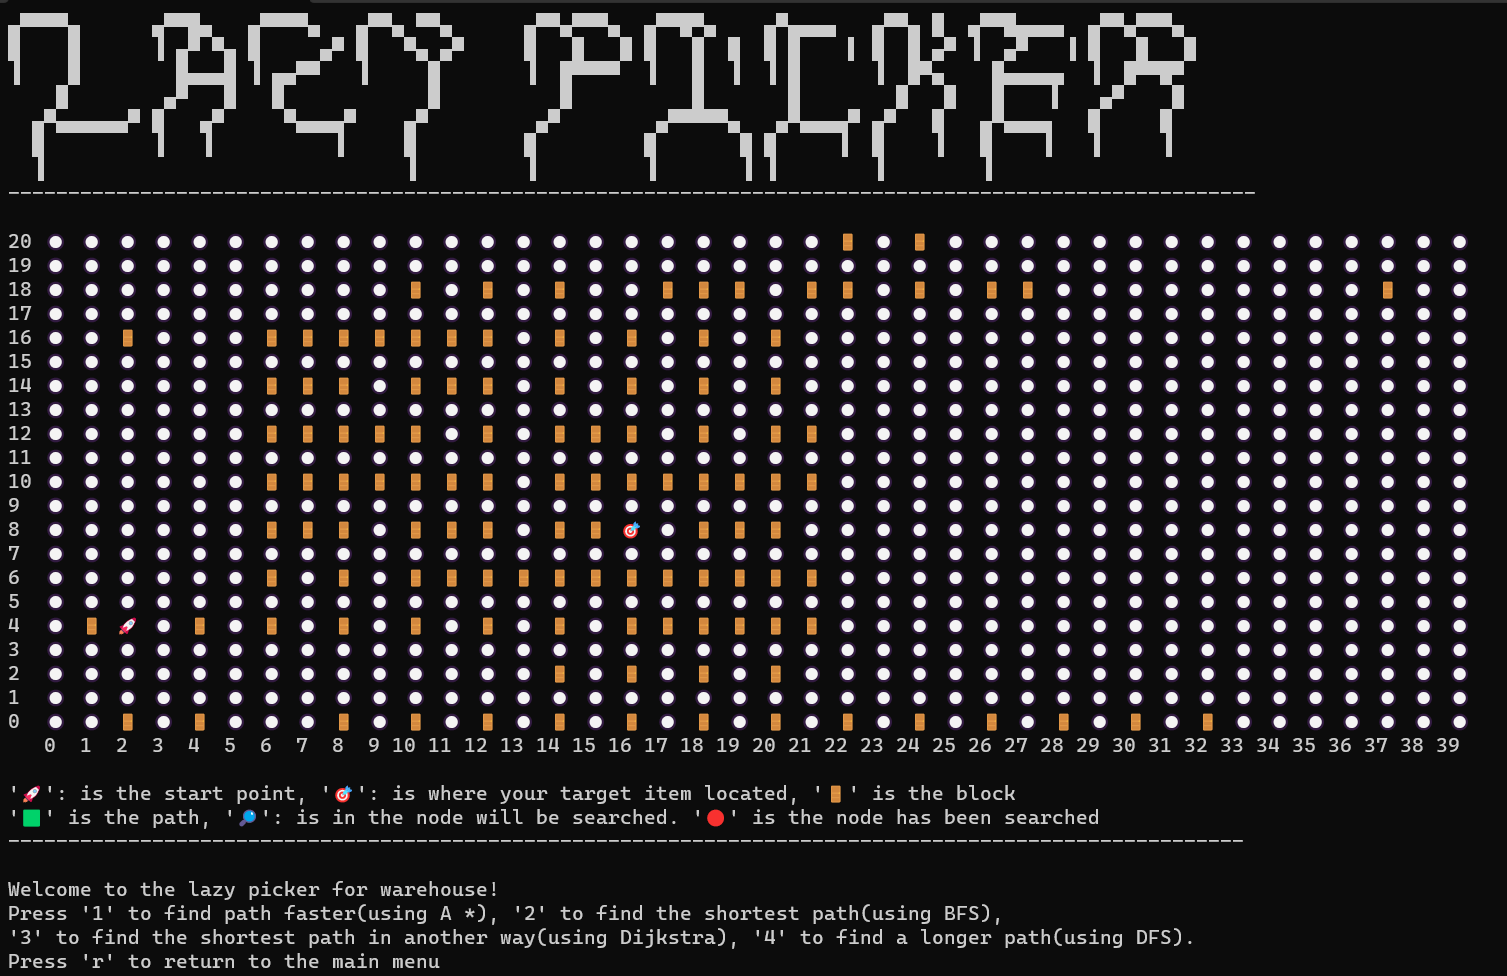 LAZY PICKER
20
19
18
17
16
15
14
13
12
11
10
9
8
7
6
5
4
3
2
1
0
0 1 2 3 4 5 6 7 8 9 10 11 12 13 14 15 16 17 18 19 20 21 22 23 24 25 26 27 28 29 30 31 32 33 34 35 36 37 38 39
'🚀': is the start point, '🎯': is where your target item located, '🟧' is the block
'🟩' is the path, '🔎': is in the node will be searched. '🔴' is the node has been searched
Welcome to the lazy picker for warehouse!
Press '1' to find path faster(using A *), '2' to find the shortest path(using BFS),
'3' to find the shortest path in another way(using Dijkstra), '4' to find a longer path(using DFS).
Press 'r' to return to the main menu